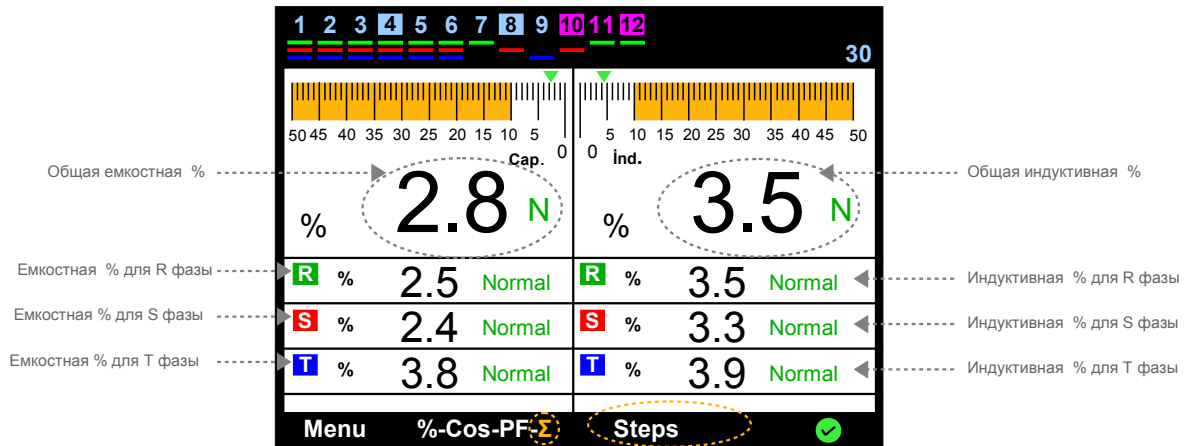 1 2 3 4 5 6 7 8 9 10 11 12
30
50 45 40 35 30 25 20 15 10 5 0
0 5 10 15 20 25 30 35 40 45 50
Cap.
İnd.
Общая емкостная %
% 2.8 N
% 3.5 N
Общая индуктивная %
Емкостная % для R фазы
R % 2.5 Normal
R % 3.5 Normal
Индуктивная % для R фазы
Емкостная % для S фазы
S % 2.4 Normal
S % 3.3 Normal
Индуктивная % для S фазы
Емкостная % для T фазы
T % 3.8 Normal
T % 3.9 Normal
Индуктивная % для T фазы
Menu %-Cos-PF-Σ Steps